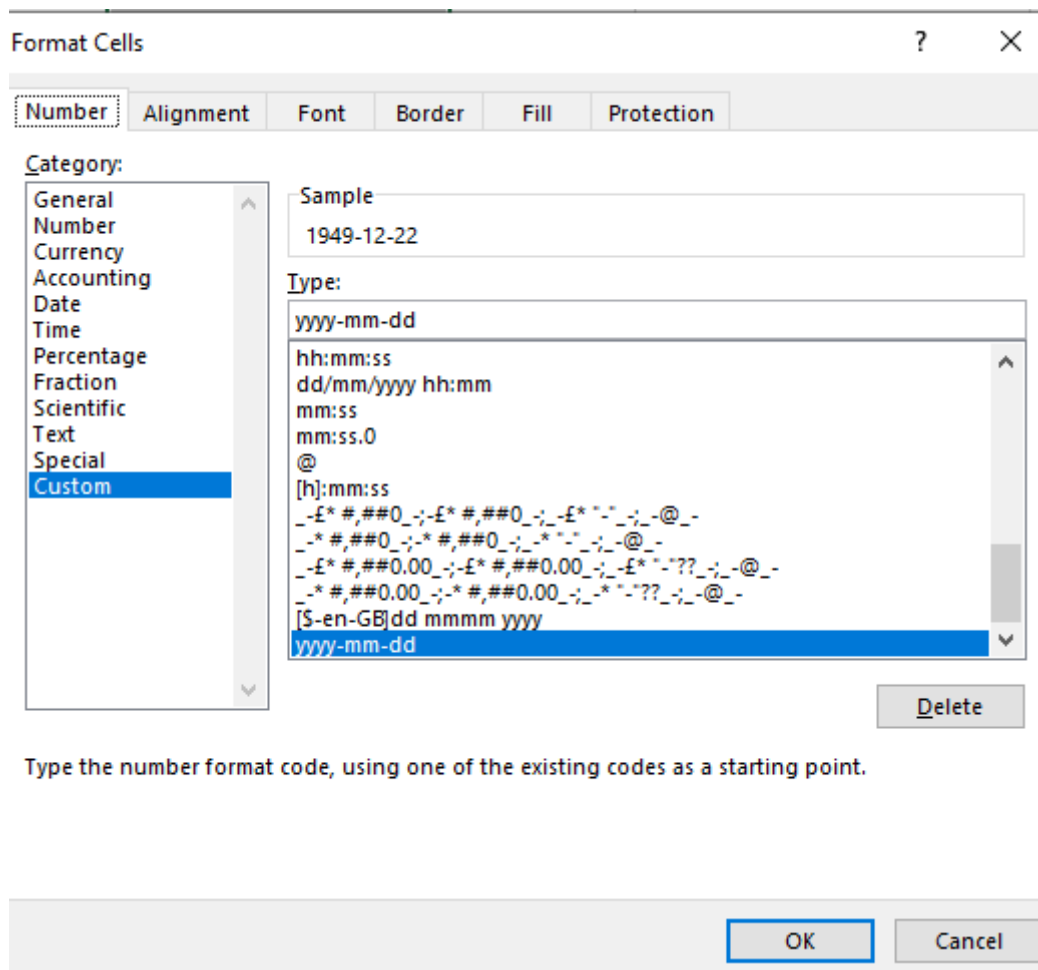 Format Cells
?
Number
Alignment
Font
Border
Fill
Protection
Category:
General
Number
Currency
Accounting
Date
Time
Percentage
Fraction
Scientific
Text
Special
Custom
Sample
1949-12-22
Type:
yyyy-mm-dd
hh:mm:ss
dd/mm/yyyy hh:mm
mm:ss
mm:ss.0
@
[h]:mm:ss
_-£* #,##0_-;-£* #,##0_-;_-£* "-"_-;_-@_-
_-* #,##0_-;-* #,##0_-;_-* "-"_-;_-@_-
_-£* #,##0.00_-;-£* #,##0.00_-;_-£* "-"??_-;_-@_-
_-* #,##0.00_-;-* #,##0.00_-;_-* "-"??_-;_-@_-
[$-en-GB]dd mmmm yyyy
yyyy-mm-dd
Delete
Type the number format code, using one of the existing codes as a starting point.
OK
Cancel